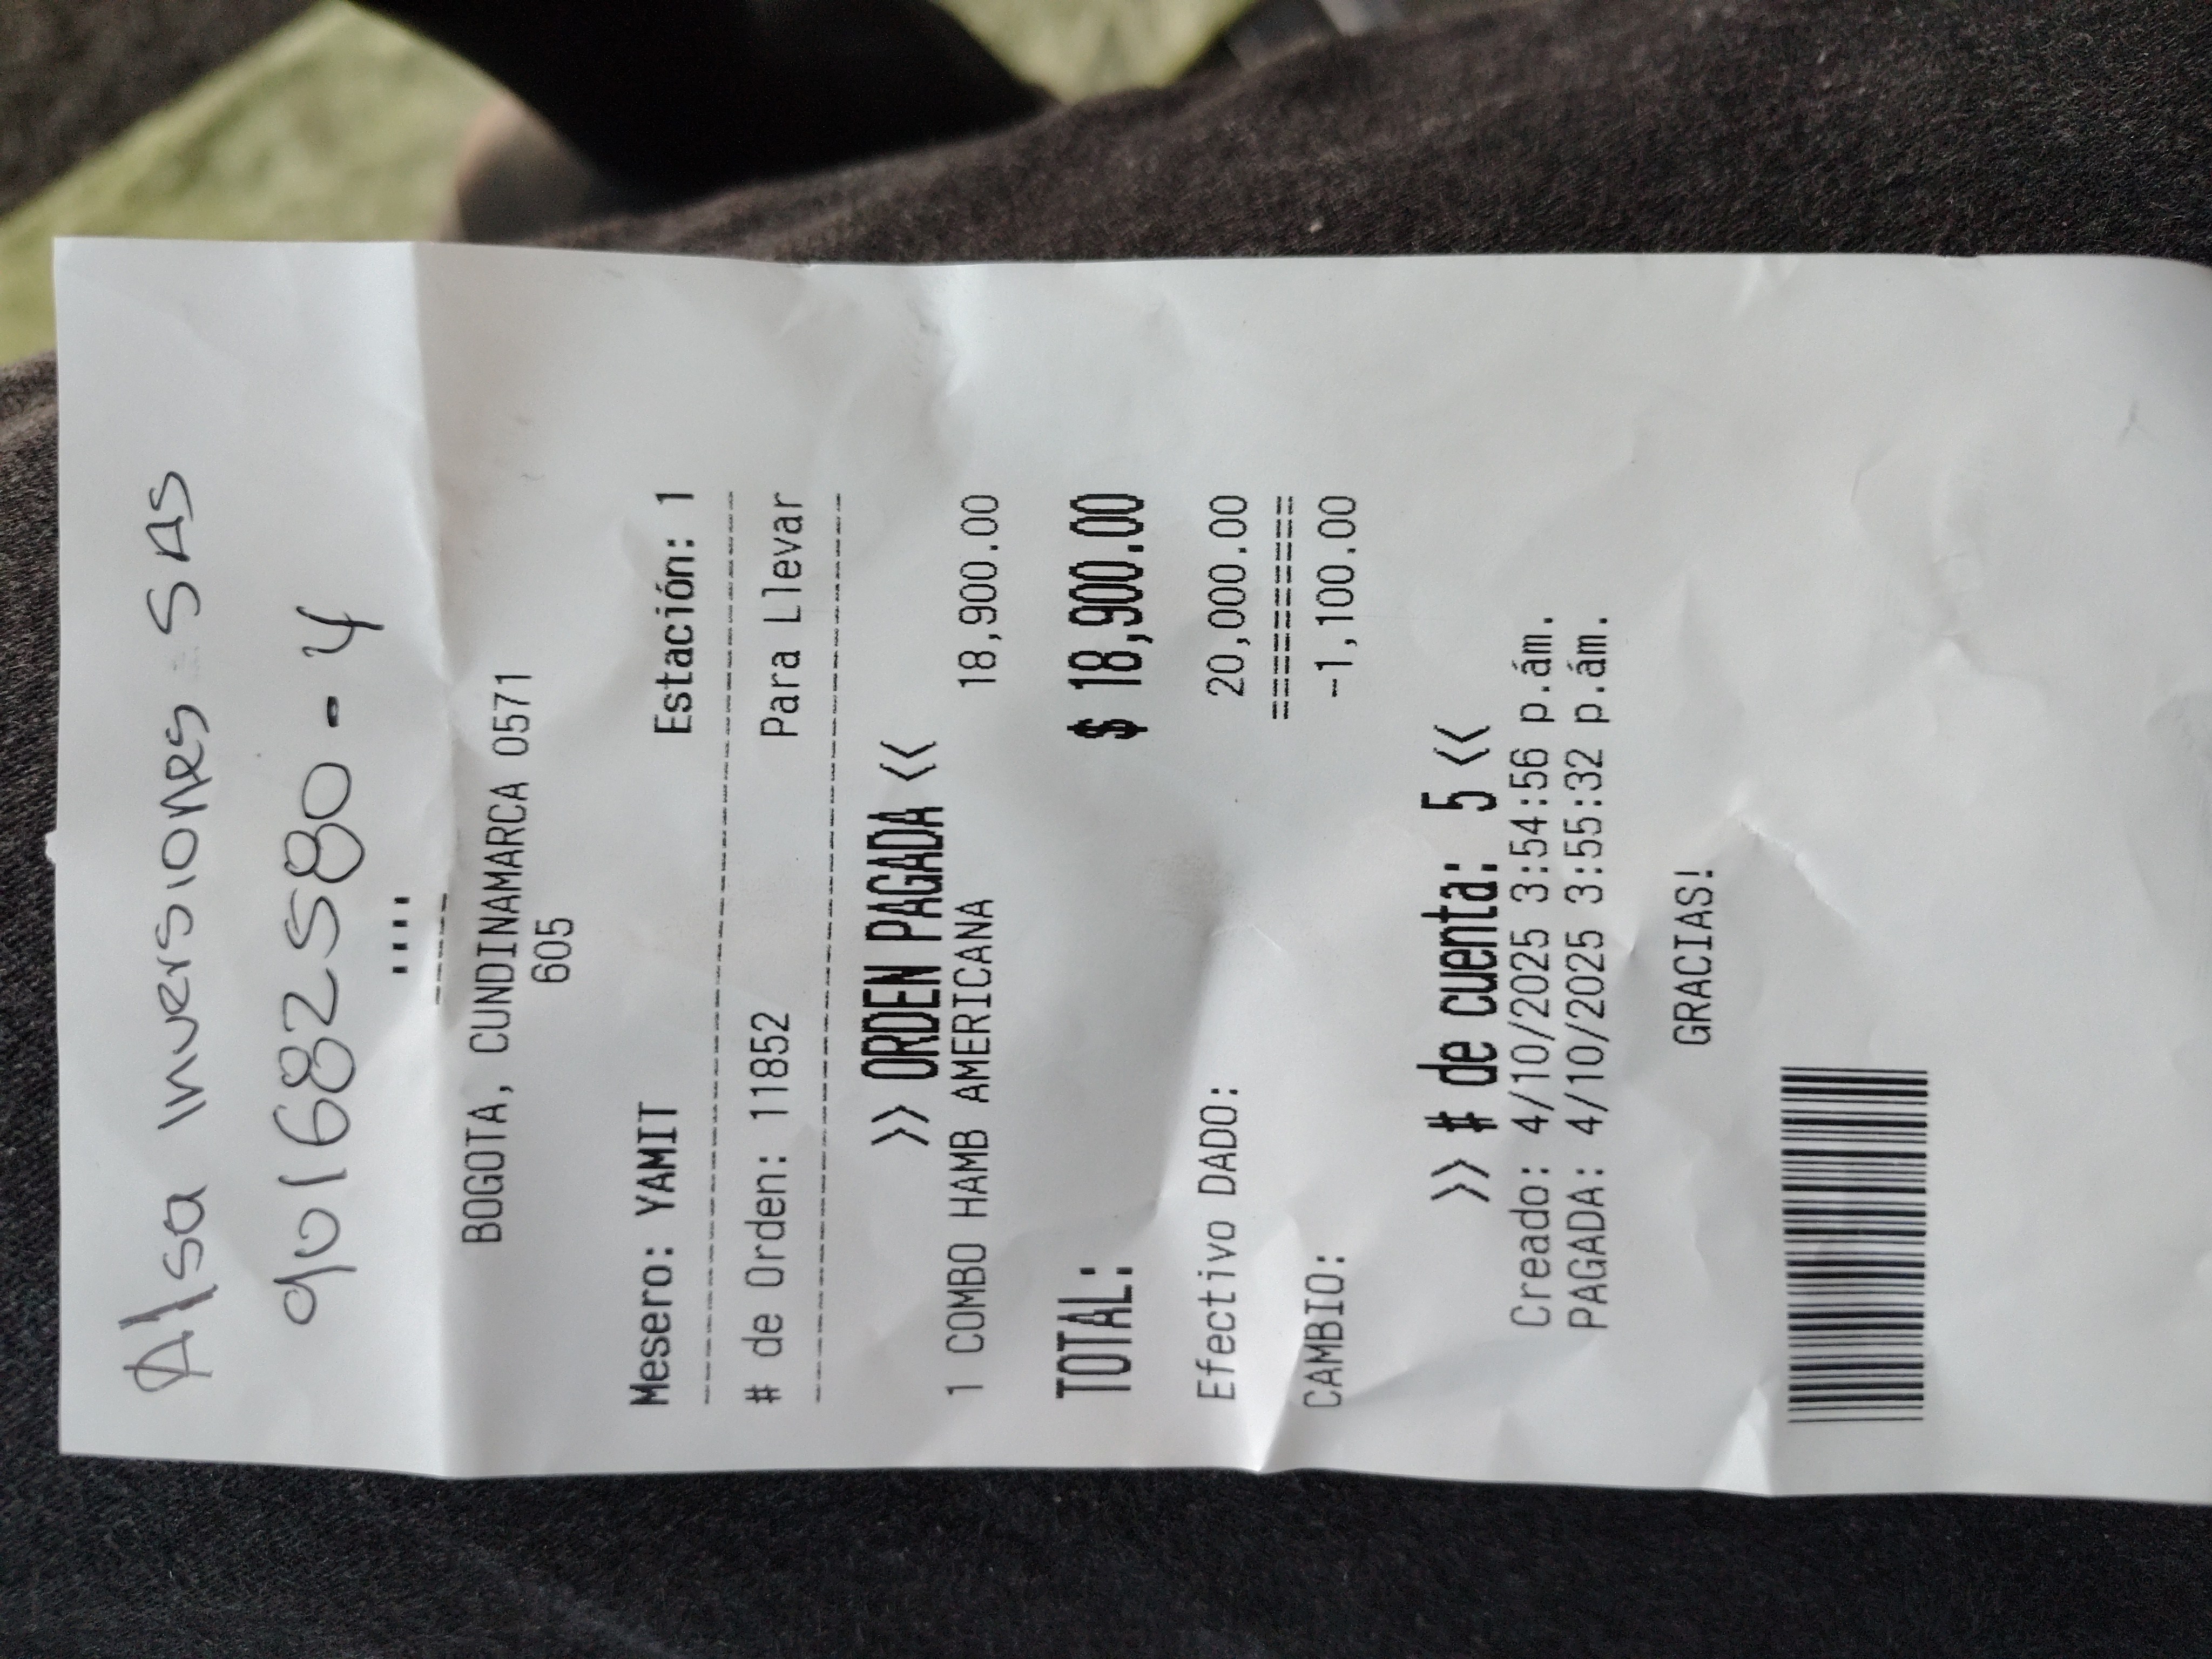 Alsa Inversiones SAS
901682580-4
....
BOGOTA, CUNDINAMARCA 0571
605
Mesero: YAMIT Estación: 1
# de Orden: 11852 Para Llevar
>> ORDEN PAGADA <<
1 COMBO HAMB AMERICANA 18,900.00
TOTAL: $ 18,900.00
Efectivo DADO: 20,000.00
=========
CAMBIO: -1,100.00
>> # de cuenta: 5 <<
Creado: 4/10/2025 3:54:56 p.ám.
PAGADA: 4/10/2025 3:55:32 p.ám.
GRACIAS!